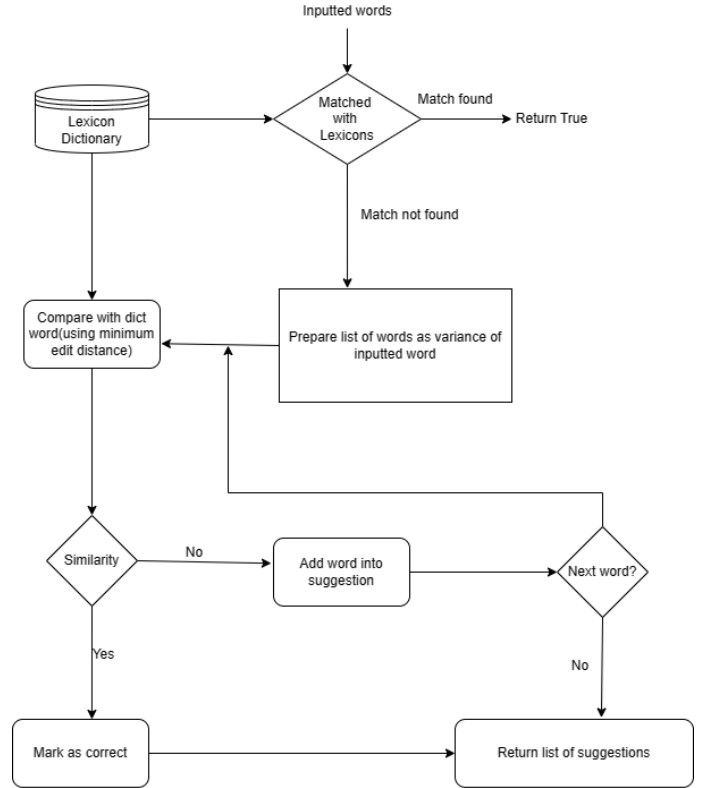 Inputted words
Matched
with
Lexicons
Match found
Return True
Lexicon
Dictionary
Match not found
Compare with dict
word(using minimum
edit distance)
Prepare list of words as variance of
inputted word
Similarity
No
Add word into
suggestion
Next word?
Yes
No
Mark as correct
Return list of suggestions